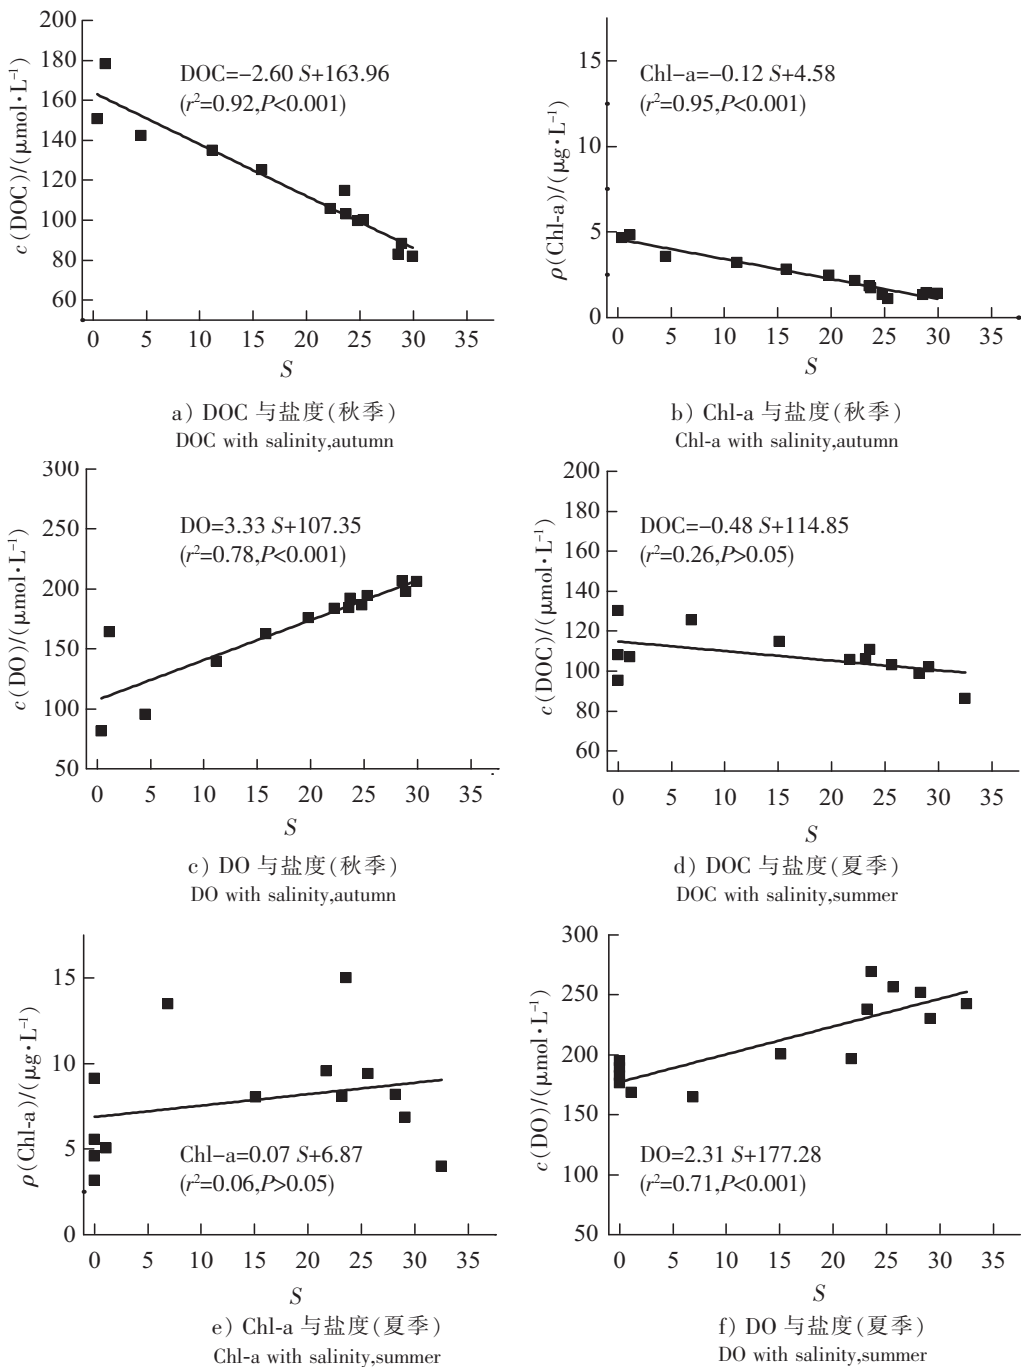 200
180
160
140
120
100
80
60
c(DOC)/(μmol·L⁻¹)
DOC=−2.60 S+163.96
(r²=0.92,P<0.001)
0 5 10 15 20 25 30 35
S
a) DOC 与盐度(秋季)
DOC with salinity,autumn
15
10
5
0
ρ(Chl-a)/(μg·L⁻¹)
Chl−a=−0.12 S+4.58
(r²=0.95,P<0.001)
0 5 10 15 20 25 30 35
S
b) Chl-a 与盐度(秋季)
Chl-a with salinity,autumn
300
250
200
150
100
50
c(DO)/(μmol·L⁻¹)
DO=3.33 S+107.35
(r²=0.78,P<0.001)
0 5 10 15 20 25 30 35
S
c) DO 与盐度(秋季)
DO with salinity,autumn
200
180
160
140
120
100
80
60
c(DOC)/(μmol·L⁻¹)
DOC=−0.48 S+114.85
(r²=0.26,P>0.05)
0 5 10 15 20 25 30 35
S
d) DOC 与盐度(夏季)
DOC with salinity,summer
15
10
5
0
ρ(Chl-a)/(μg·L⁻¹)
Chl−a=0.07 S+6.87
(r²=0.06,P>0.05)
0 5 10 15 20 25 30 35
S
e) Chl-a 与盐度(夏季)
Chl-a with salinity,summer
300
250
200
150
100
50
c(DO)/(μmol·L⁻¹)
DO=2.31 S+177.28
(r²=0.71,P<0.001)
0 5 10 15 20 25 30 35
S
f) DO 与盐度(夏季)
DO with salinity,summer